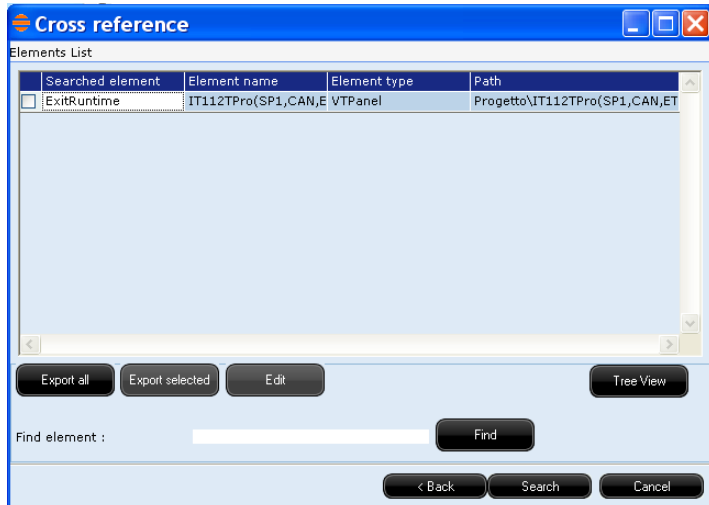 Cross reference
Elements List
Searched element Element name Element type Path
ExitRuntime IT112TPro(SP1,CAN,E VTPanel Progetto\IT112TPro(SP1,CAN,ET
Export all Export selected Edit Tree View
Find element : Find
< Back Search Cancel